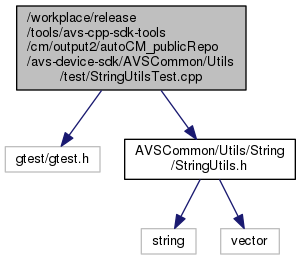 /workplace/release
/tools/avs-cpp-sdk-tools
/cm/output2/autoCM_publicRepo
/avs-device-sdk/AVSCommon/Utils
/test/StringUtilsTest.cpp
gtest/gtest.h
AVSCommon/Utils/String
/StringUtils.h
string
vector